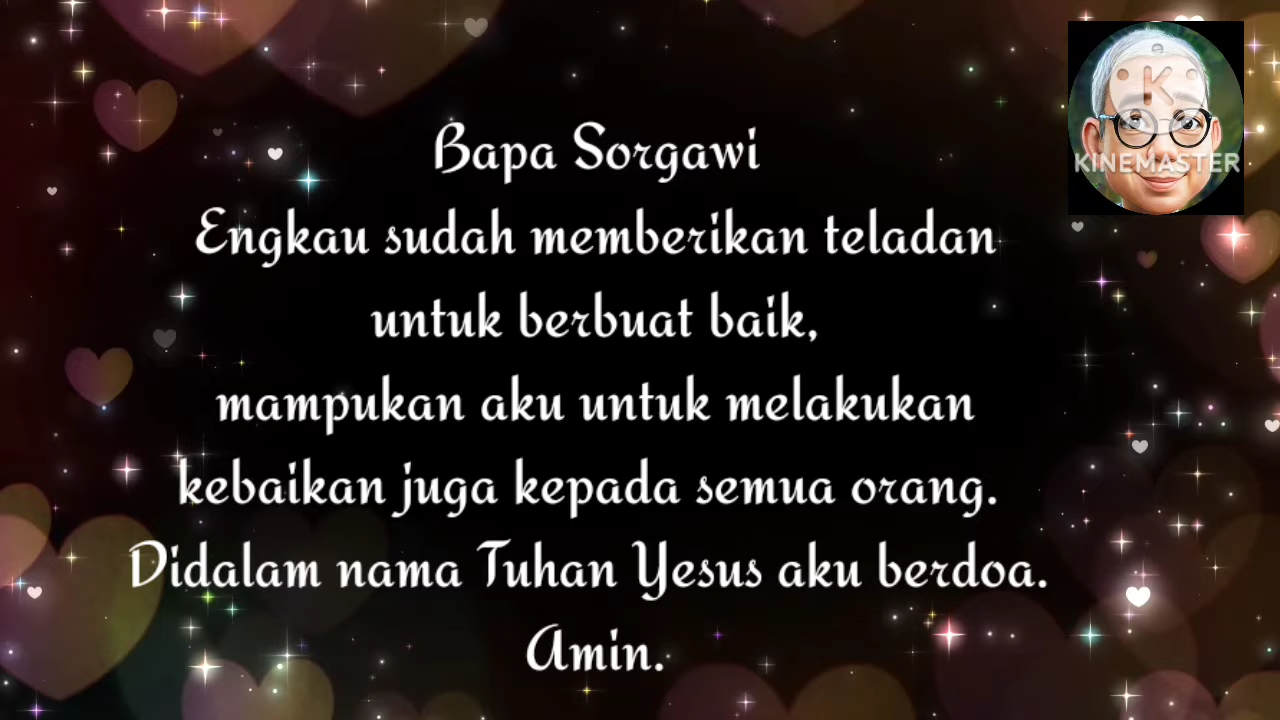 Bapa Sorgawi
Engkau sudah memberikan teladan
untuk berbuat baik,
mampukan aku untuk melakukan
kebaikan juga kepada semua orang.
Didalam nama Tuhan Yesus aku berdoa.
Amin.
K
KINEMASTER